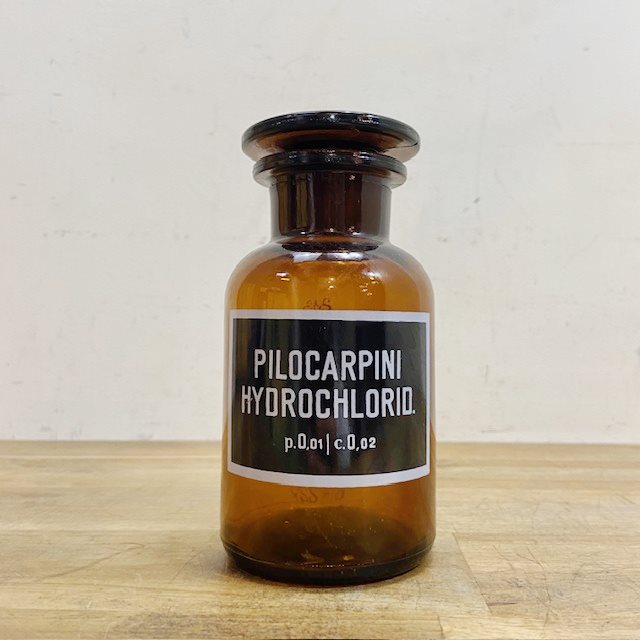 PILOCARPINI
HYDROCHLORID.
p.0,01 | c.0,02